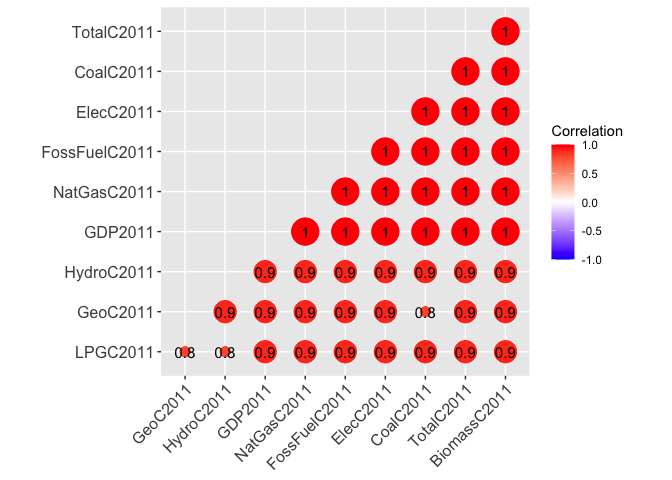 TotalC2011
1
CoalC2011
1 1
ElecC2011
1 1 1
FossFuelC2011
1 1 1 1
NatGasC2011
1 1 1 1 1
GDP2011
1 1 1 1 1 1
HydroC2011
0.9 0.9 0.9 0.9 0.9 0.9 0.9
GeoC2011
0.9 0.9 0.9 0.9 0.9 0.8 0.9 0.9
LPGC2011
0.8 0.8 0.9 0.9 0.9 0.9 0.9 0.9 0.9
GeoC2011
HydroC2011
GDP2011
NatGasC2011
FossFuelC2011
ElecC2011
CoalC2011
TotalC2011
BiomassC2011
Correlation
1.0
0.5
0.0
-0.5
-1.0